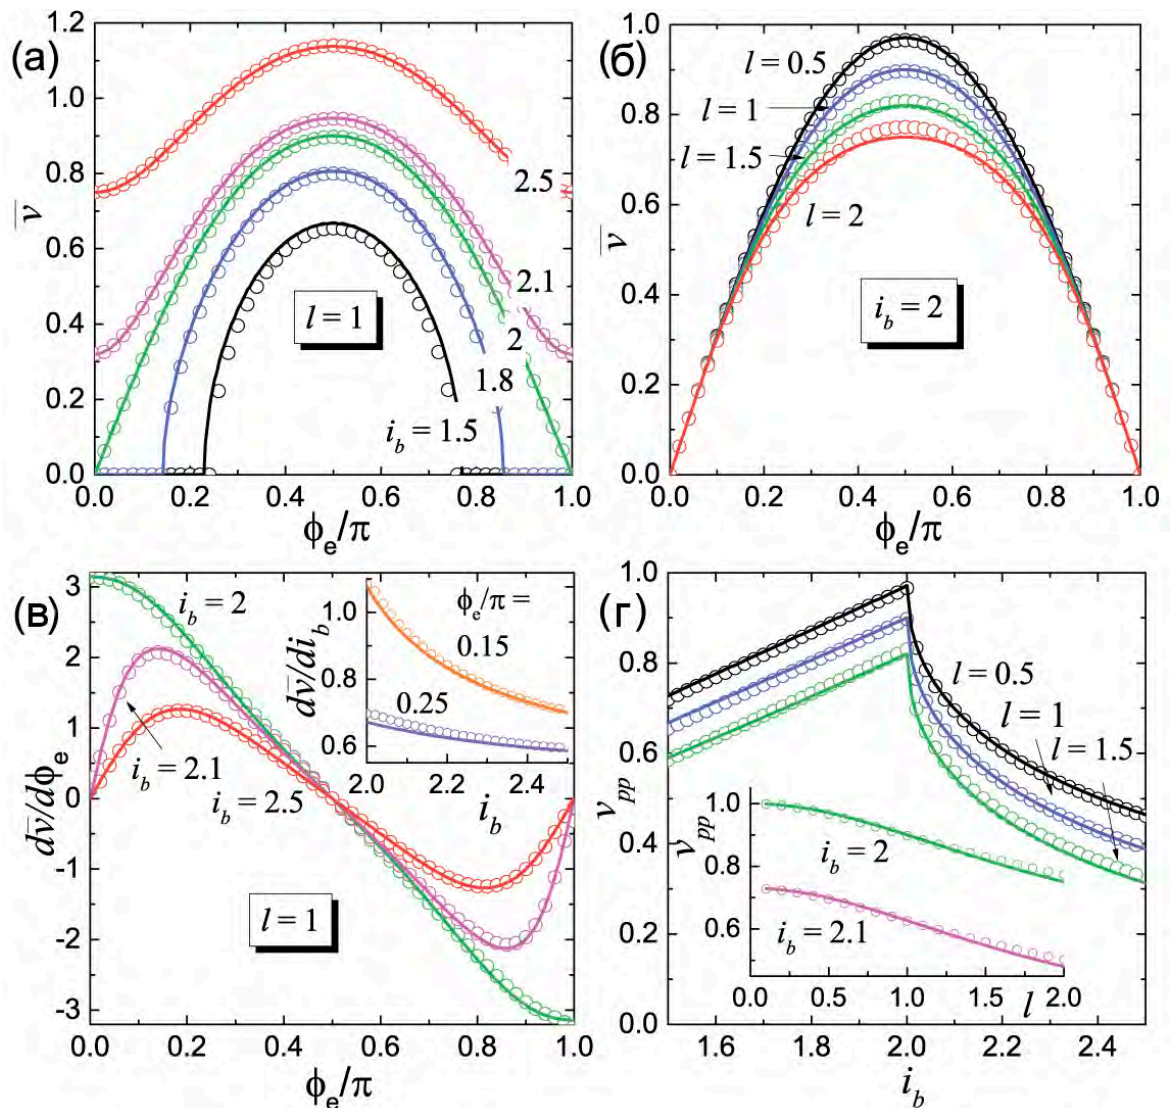 (а)
1.2
1.0
0.8
0.6
0.4
0.2
0.0
v
2.5
2.1
2
1.8
i_b = 1.5
l = 1
0.0 0.2 0.4 0.6 0.8 1.0
ϕ_e/π
(б)
1.0
0.8
0.6
0.4
0.2
0.0
v
l = 0.5
l = 1
l = 1.5
l = 2
i_b = 2
0.0 0.2 0.4 0.6 0.8 1.0
ϕ_e/π
(в)
3
2
1
0
-1
-2
-3
dv/dϕ_e
i_b = 2
i_b = 2.1
i_b = 2.5
l = 1
1.0
0.8
0.6
dv/di_b
ϕ_e/π =
0.15
0.25
2.0 2.2 2.4
i_b
0.0 0.2 0.4 0.6 0.8 1.0
ϕ_e/π
(г)
1.0
0.8
0.6
0.4
0.2
0.0
v_pp
l = 0.5
l = 1
l = 1.5
1.0
0.8
0.6
v_pp
i_b = 2
i_b = 2.1
0.0 0.5 1.0 1.5 2.0
l
1.6 1.8 2.0 2.2 2.4
i_b